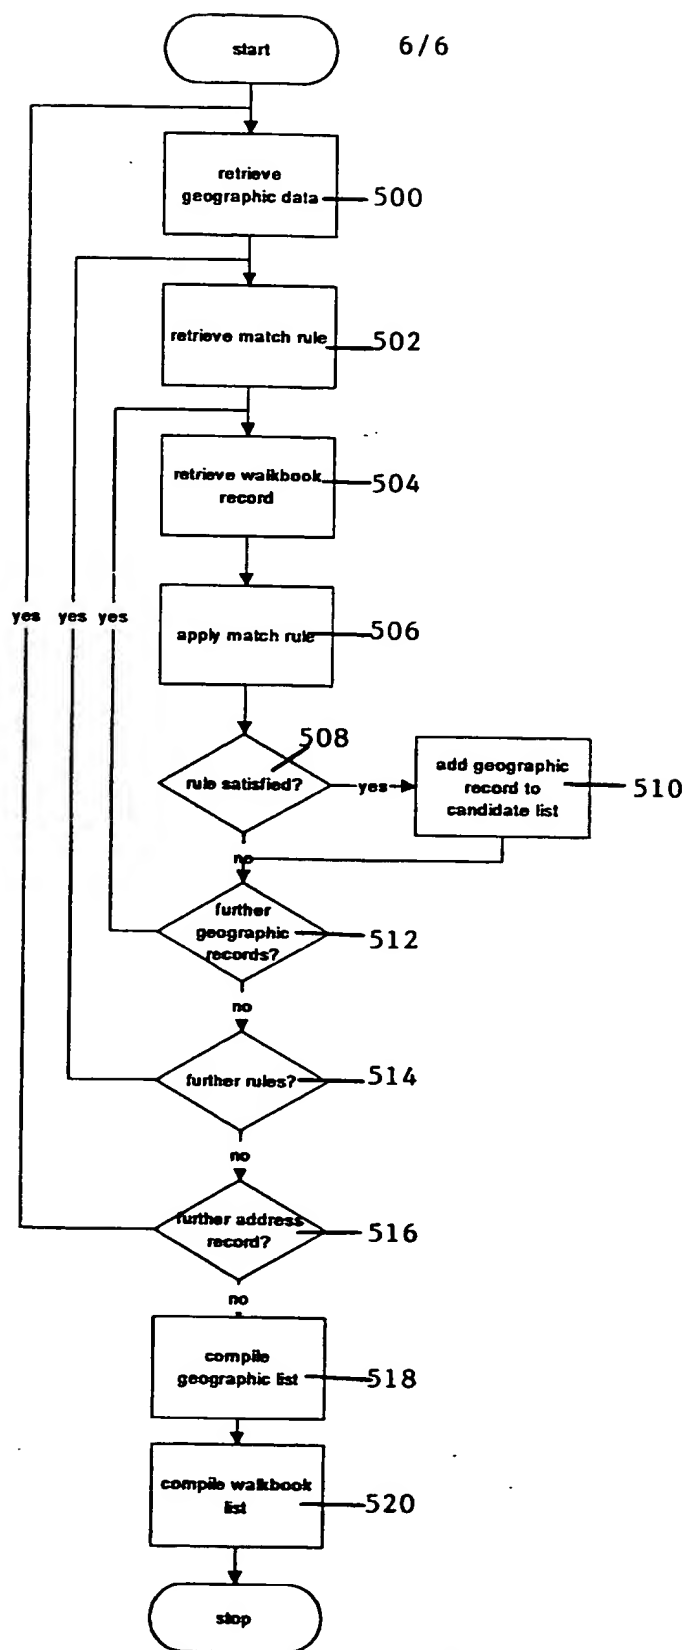 start
6/6
retrieve
geographic data
500
retrieve match rule
502
retrieve walkbook
record
504
yes yes yes
apply match rule
506
508
rule satisfied?
yes
add geographic
record to
candidate list
510
no
further
geographic
records?
512
no
further rules?
514
no
further address
record?
516
no
compile
geographic list
518
compile walkbook
list
520
stop